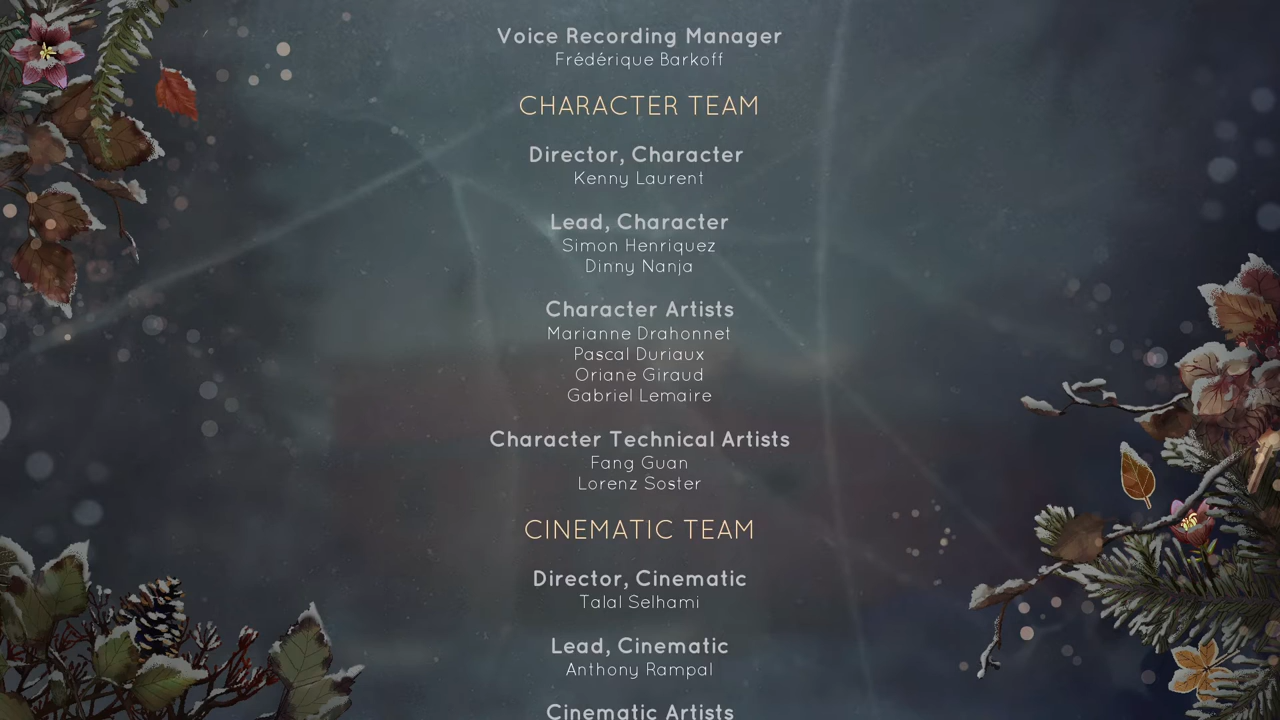 Voice Recording Manager
Frédérique Barkoff
CHARACTER TEAM
Director, Character
Kenny Laurent
Lead, Character
Simon Henriquez
Dinny Nanja
Character Artists
Marianne Drahonnet
Pascal Duriaux
Oriane Giraud
Gabriel Lemaire
Character Technical Artists
Fang Guan
Lorenz Soster
CINEMATIC TEAM
Director, Cinematic
Talal Selhami
Lead, Cinematic
Anthony Rampal
Cinematic Artists